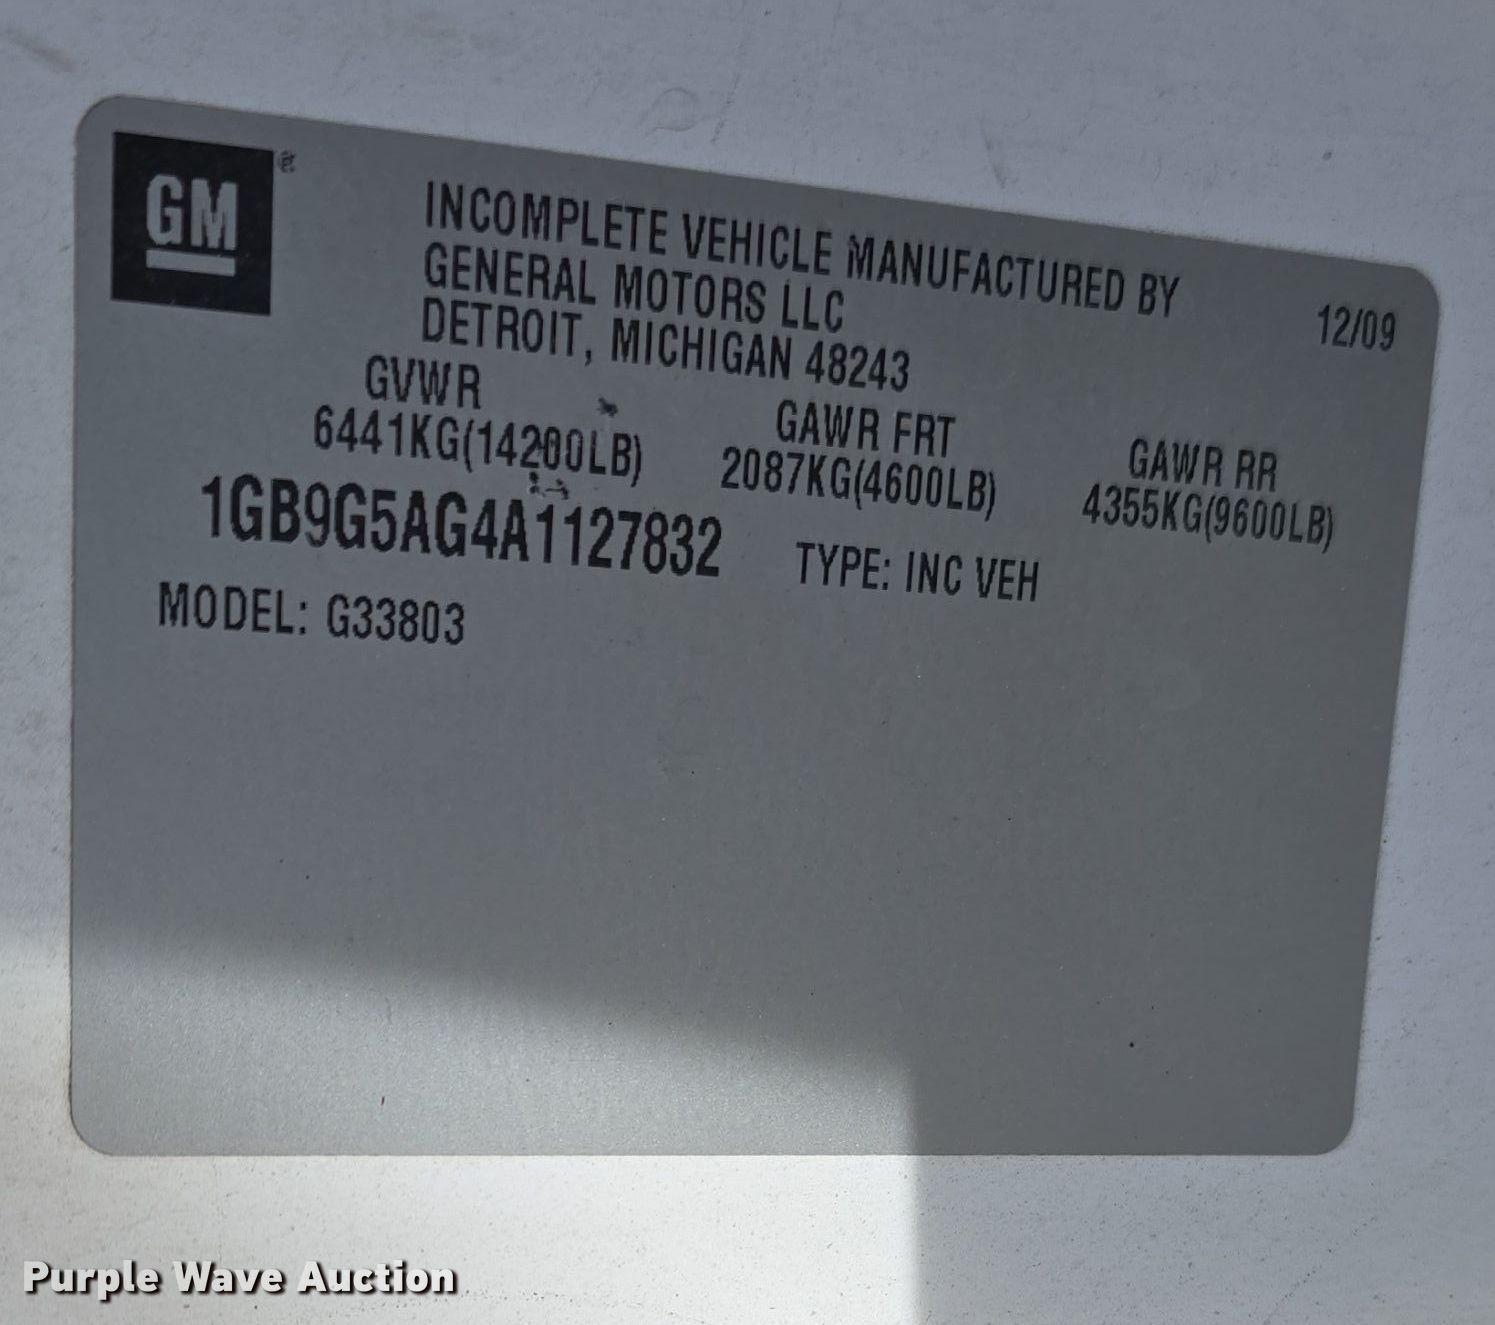 GM®
INCOMPLETE VEHICLE MANUFACTURED BY
GENERAL MOTORS LLC
DETROIT, MICHIGAN 48243
12/09
GVWR
6441KG(14200LB)
GAWR FRT
2087KG(4600LB)
GAWR RR
4355KG(9600LB)
1GB9G5AG4A1127832
TYPE: INC VEH
MODEL: G33803
Purple Wave Auction